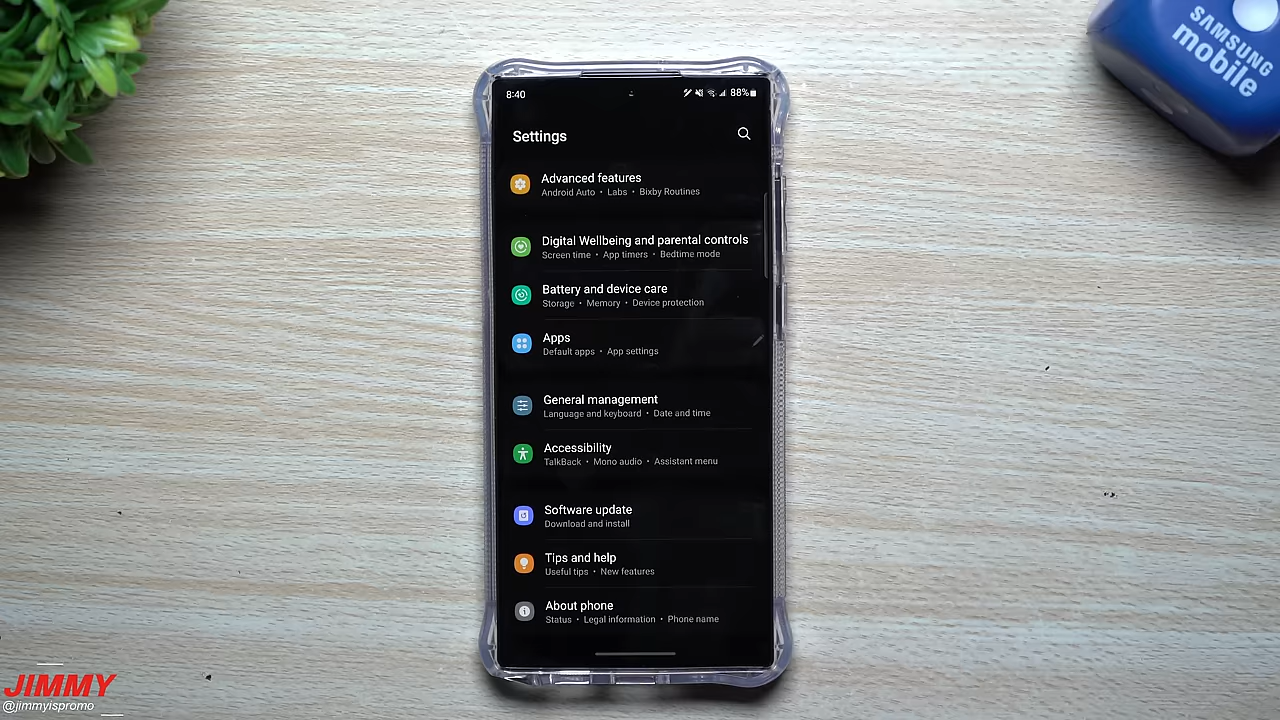 SAMSUNG
mobile
8:40
88%
Settings
Advanced features
Android Auto • Labs • Bixby Routines
Digital Wellbeing and parental controls
Screen time • App timers • Bedtime mode
Battery and device care
Storage • Memory • Device protection
Apps
Default apps • App settings
General management
Language and keyboard • Date and time
Accessibility
TalkBack • Mono audio • Assistant menu
Software update
Download and install
Tips and help
Useful tips • New features
About phone
Status • Legal information • Phone name
JIMMY
@jimmyispromo